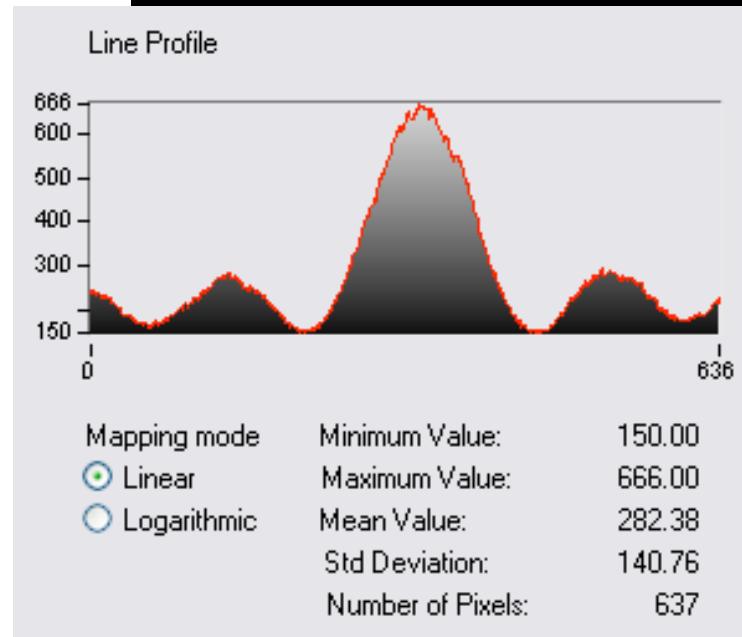 Line Profile
666
600
500
400
300
150
0 636
Mapping mode Minimum Value: 150.00
Linear Maximum Value: 666.00
Logarithmic Mean Value: 282.38
Std Deviation: 140.76
Number of Pixels: 637